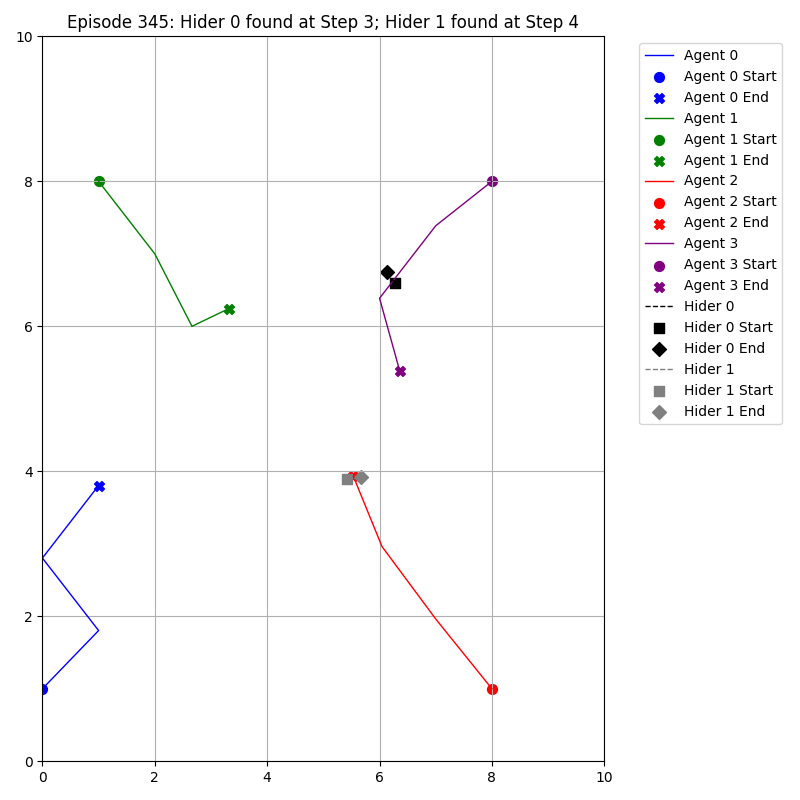 Episode 345: Hider 0 found at Step 3; Hider 1 found at Step 4
10
8
6
4
2
0
0 2 4 6 8 10
Agent 0
Agent 0 Start
Agent 0 End
Agent 1
Agent 1 Start
Agent 1 End
Agent 2
Agent 2 Start
Agent 2 End
Agent 3
Agent 3 Start
Agent 3 End
Hider 0
Hider 0 Start
Hider 0 End
Hider 1
Hider 1 Start
Hider 1 End